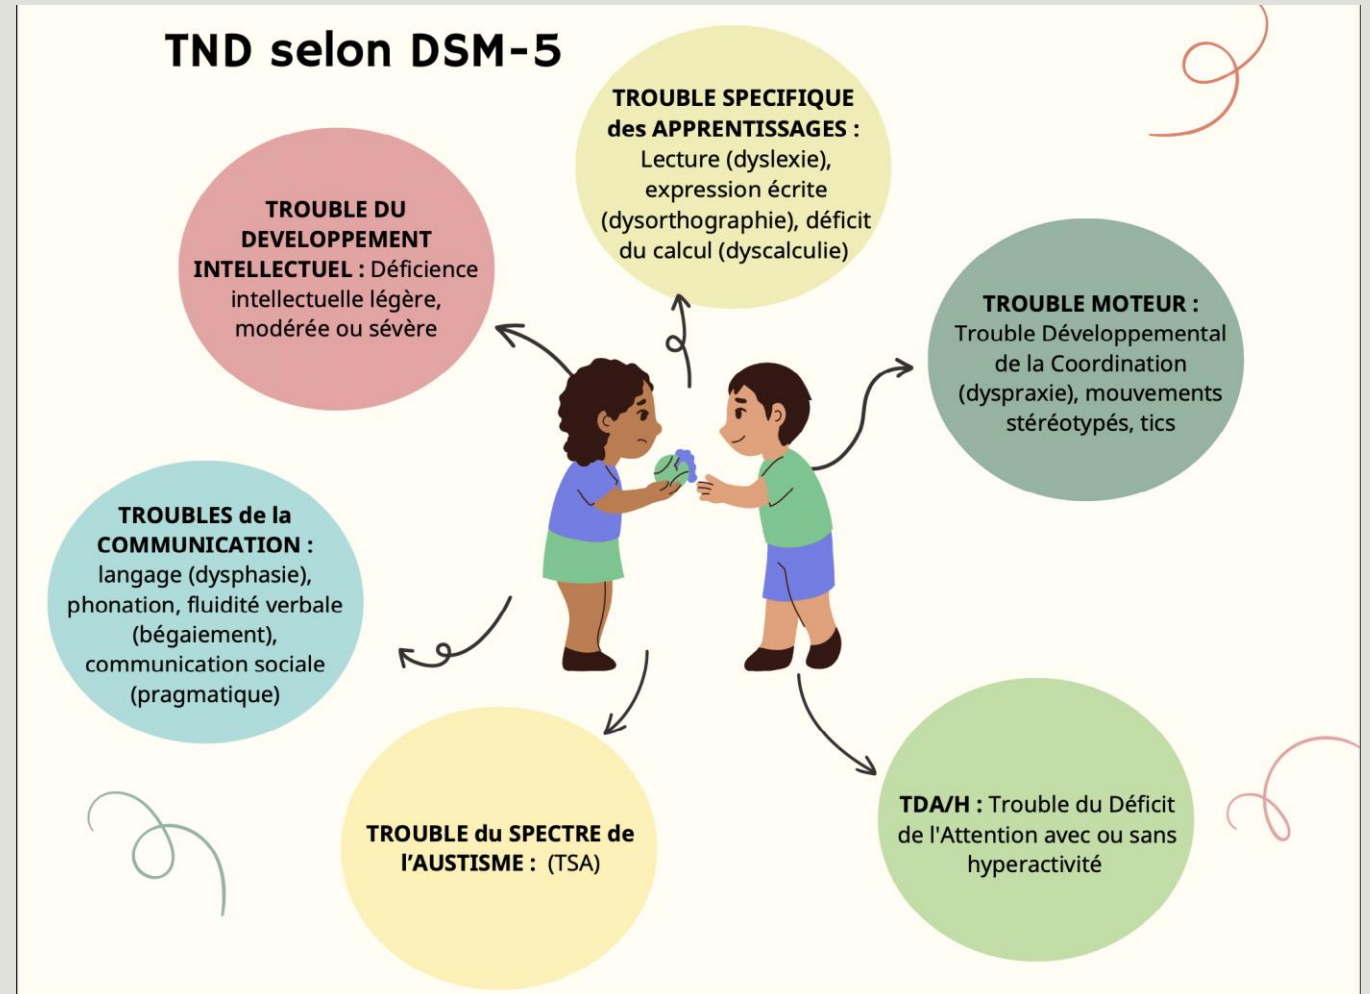 TND selon DSM-5
TROUBLE SPECIFIQUE
des APPRENTISSAGES :
Lecture (dyslexie),
expression écrite
(dysorthographie), déficit
du calcul (dyscalculie)
TROUBLE DU
DEVELOPPEMENT
INTELLECTUEL : Déficience
intellectuelle légère,
modérée ou sévère
TROUBLE MOTEUR :
Trouble Développemental
de la Coordination
(dyspraxie), mouvements
stéréotypés, tics
TROUBLES de la
COMMUNICATION :
langage (dysphasie),
phonation, fluidité verbale
(bégaiement),
communication sociale
(pragmatique)
TROUBLE du SPECTRE de
l'AUSTISME : (TSA)
TDA/H : Trouble du Déficit
de l'Attention avec ou sans
hyperactivité